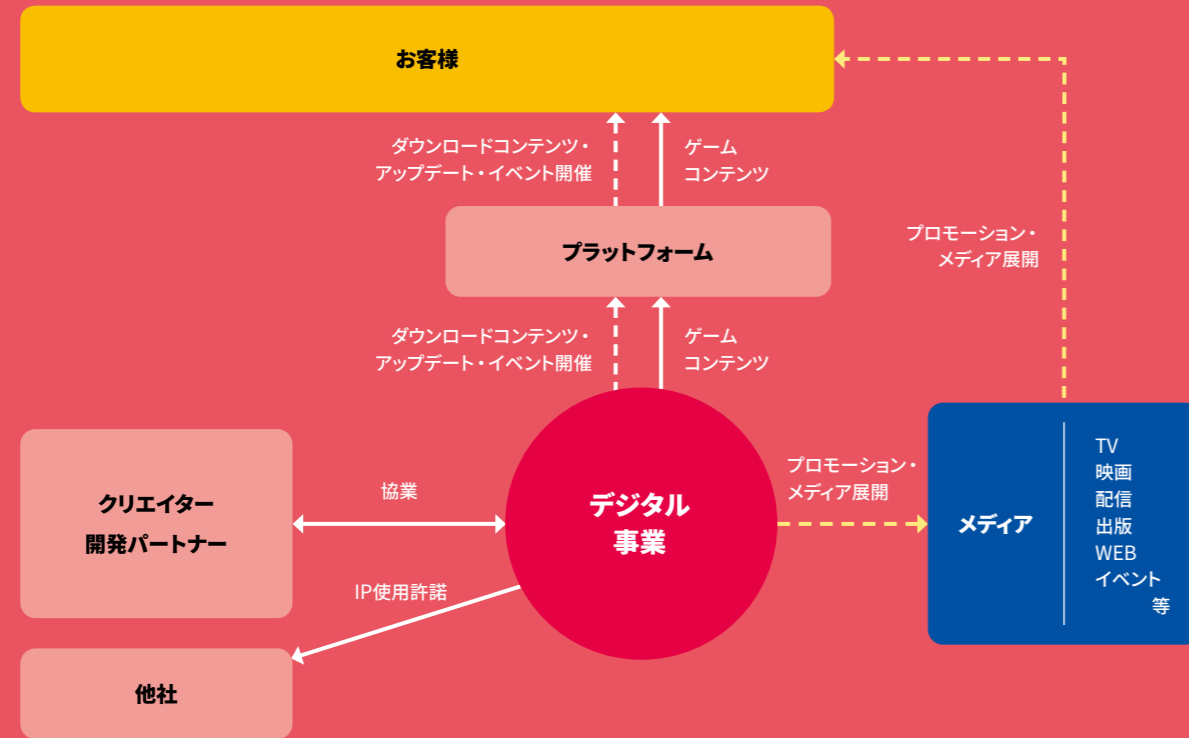 お客様
ダウンロードコンテンツ・
アップデート・イベント開催
ゲーム
コンテンツ
プラットフォーム
プロモーション・
メディア展開
ダウンロードコンテンツ・
アップデート・イベント開催
ゲーム
コンテンツ
クリエイター
開発パートナー
協業
デジタル
事業
プロモーション・
メディア展開
メディア
TV
映画
配信
出版
WEB
イベント
等
IP使用許諾
他社